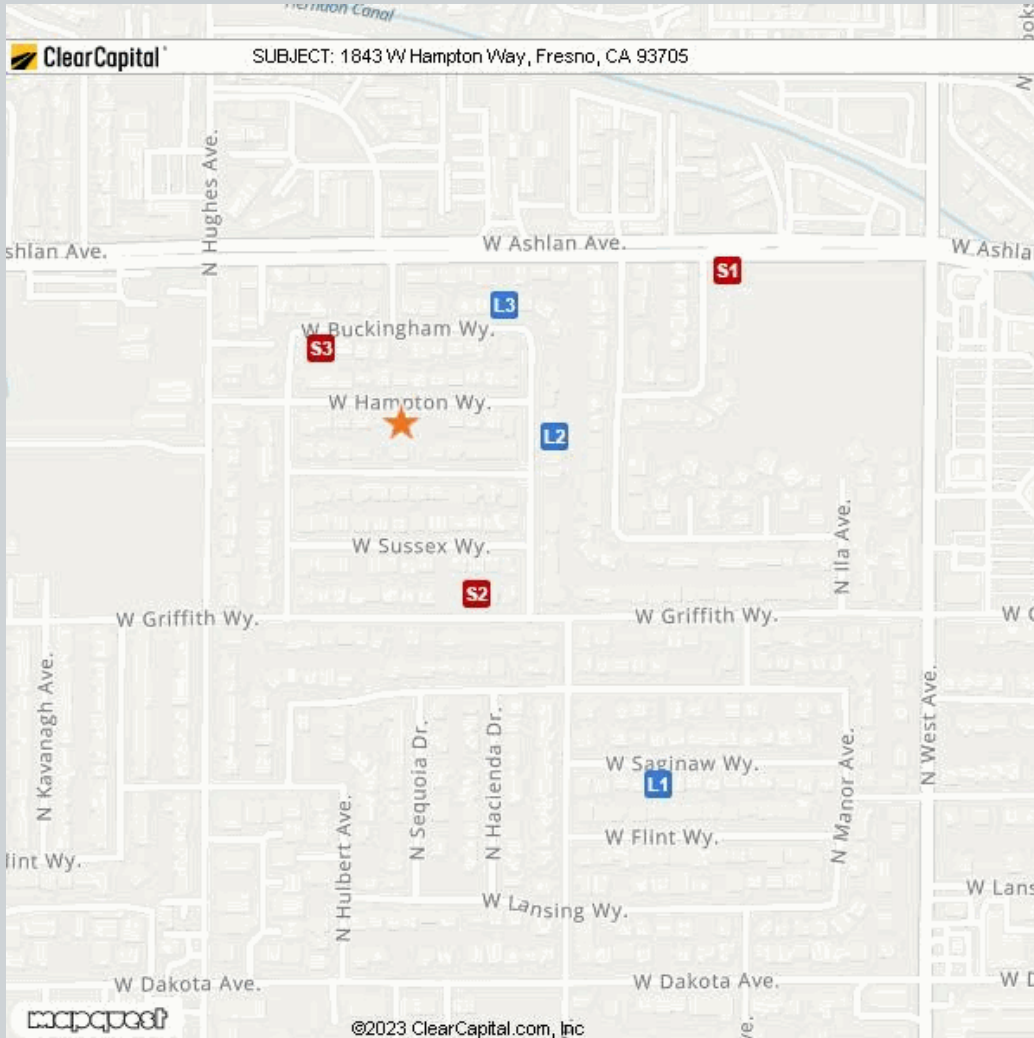 Herndon Canal
ClearCapital
SUBJECT: 1843 W Hampton Way, Fresno, CA 93705
N Hughes Ave.
W Ashlan Ave.
shlan Ave.
W Ashla
S1
L3
W Buckingham Wy.
S3
W Hampton Wy.
L2
N Ila Ave.
W Sussex Wy.
S2
W Griffith Wy.
W Griffith Wy.
W G
N Kavanagh Ave.
N Sequoia Dr.
N Hacienda Dr.
N West Ave.
W Saginaw Wy.
L1
N Manor Ave.
N Hulbert Ave.
W Flint Wy.
lint Wy.
W Lans
W Lansing Wy.
W Dakota Ave.
W Dakota Ave.
W D
mapquest
©2023 ClearCapital.com, Inc
ve.